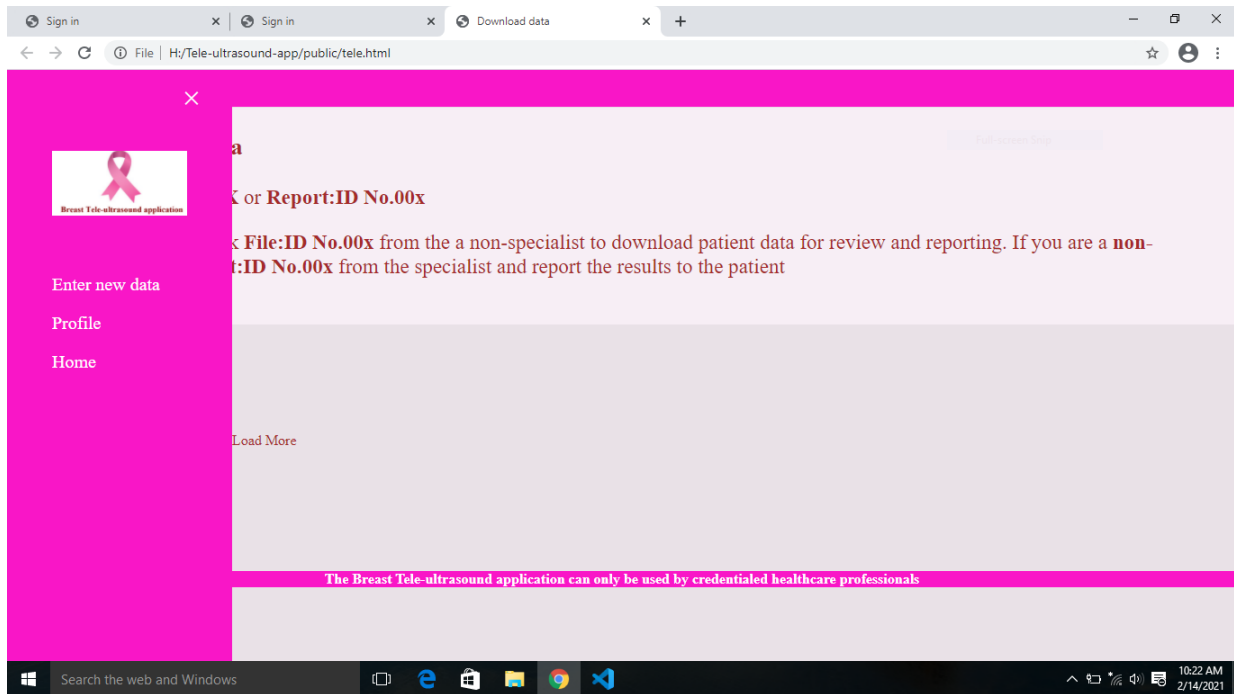 Sign in
Sign in
Download data
File
H:/Tele-ultrasound-app/public/tele.html
Breast Tele-ultrasound application
Enter new data
Profile
Home
a
or Report:ID No.00x
File:ID No.00x from the a non-specialist to download patient data for review and reporting. If you are a non-
t:ID No.00x from the specialist and report the results to the patient
Load More
The Breast Tele-ultrasound application can only be used by credentialed healthcare professionals
Search the web and Windows
10:22 AM
2/14/2021